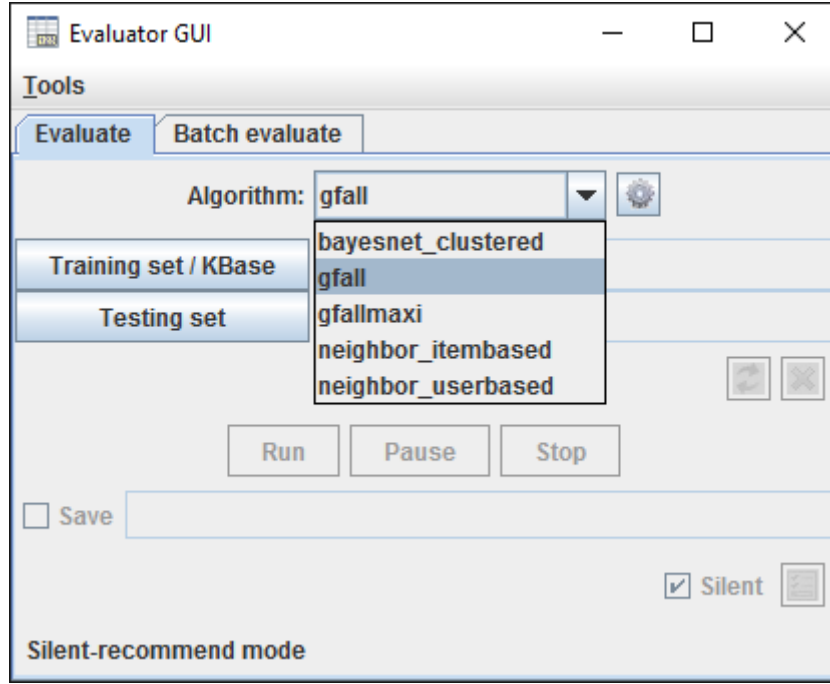 Evaluator GUI
Tools
Evaluate Batch evaluate
Algorithm: gfall
bayesnet_clustered
Training set / KBase
gfall
Testing set
gfallmaxi
neighbor_itembased
neighbor_userbased
Run Pause Stop
Save
Silent
Silent-recommend mode